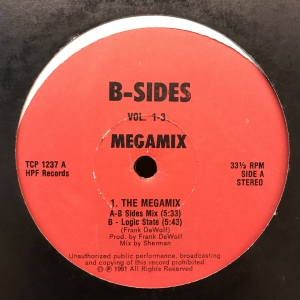 B-SIDES
VOL. 1-3
MEGAMIX
TCP 1237 A
HPF Records
33⅓ RPM
SIDE A
STEREO
1. THE MEGAMIX
A-B Sides Mix (5:33)
B - Logic State (5:43)
(Frank DeWolf)
Prod. by Frank DeWolf
Mix by Sherman
Unauthorized public performance, broadcasting
and copying of this record prohibited
© ℗ 1991 All Rights Reserved